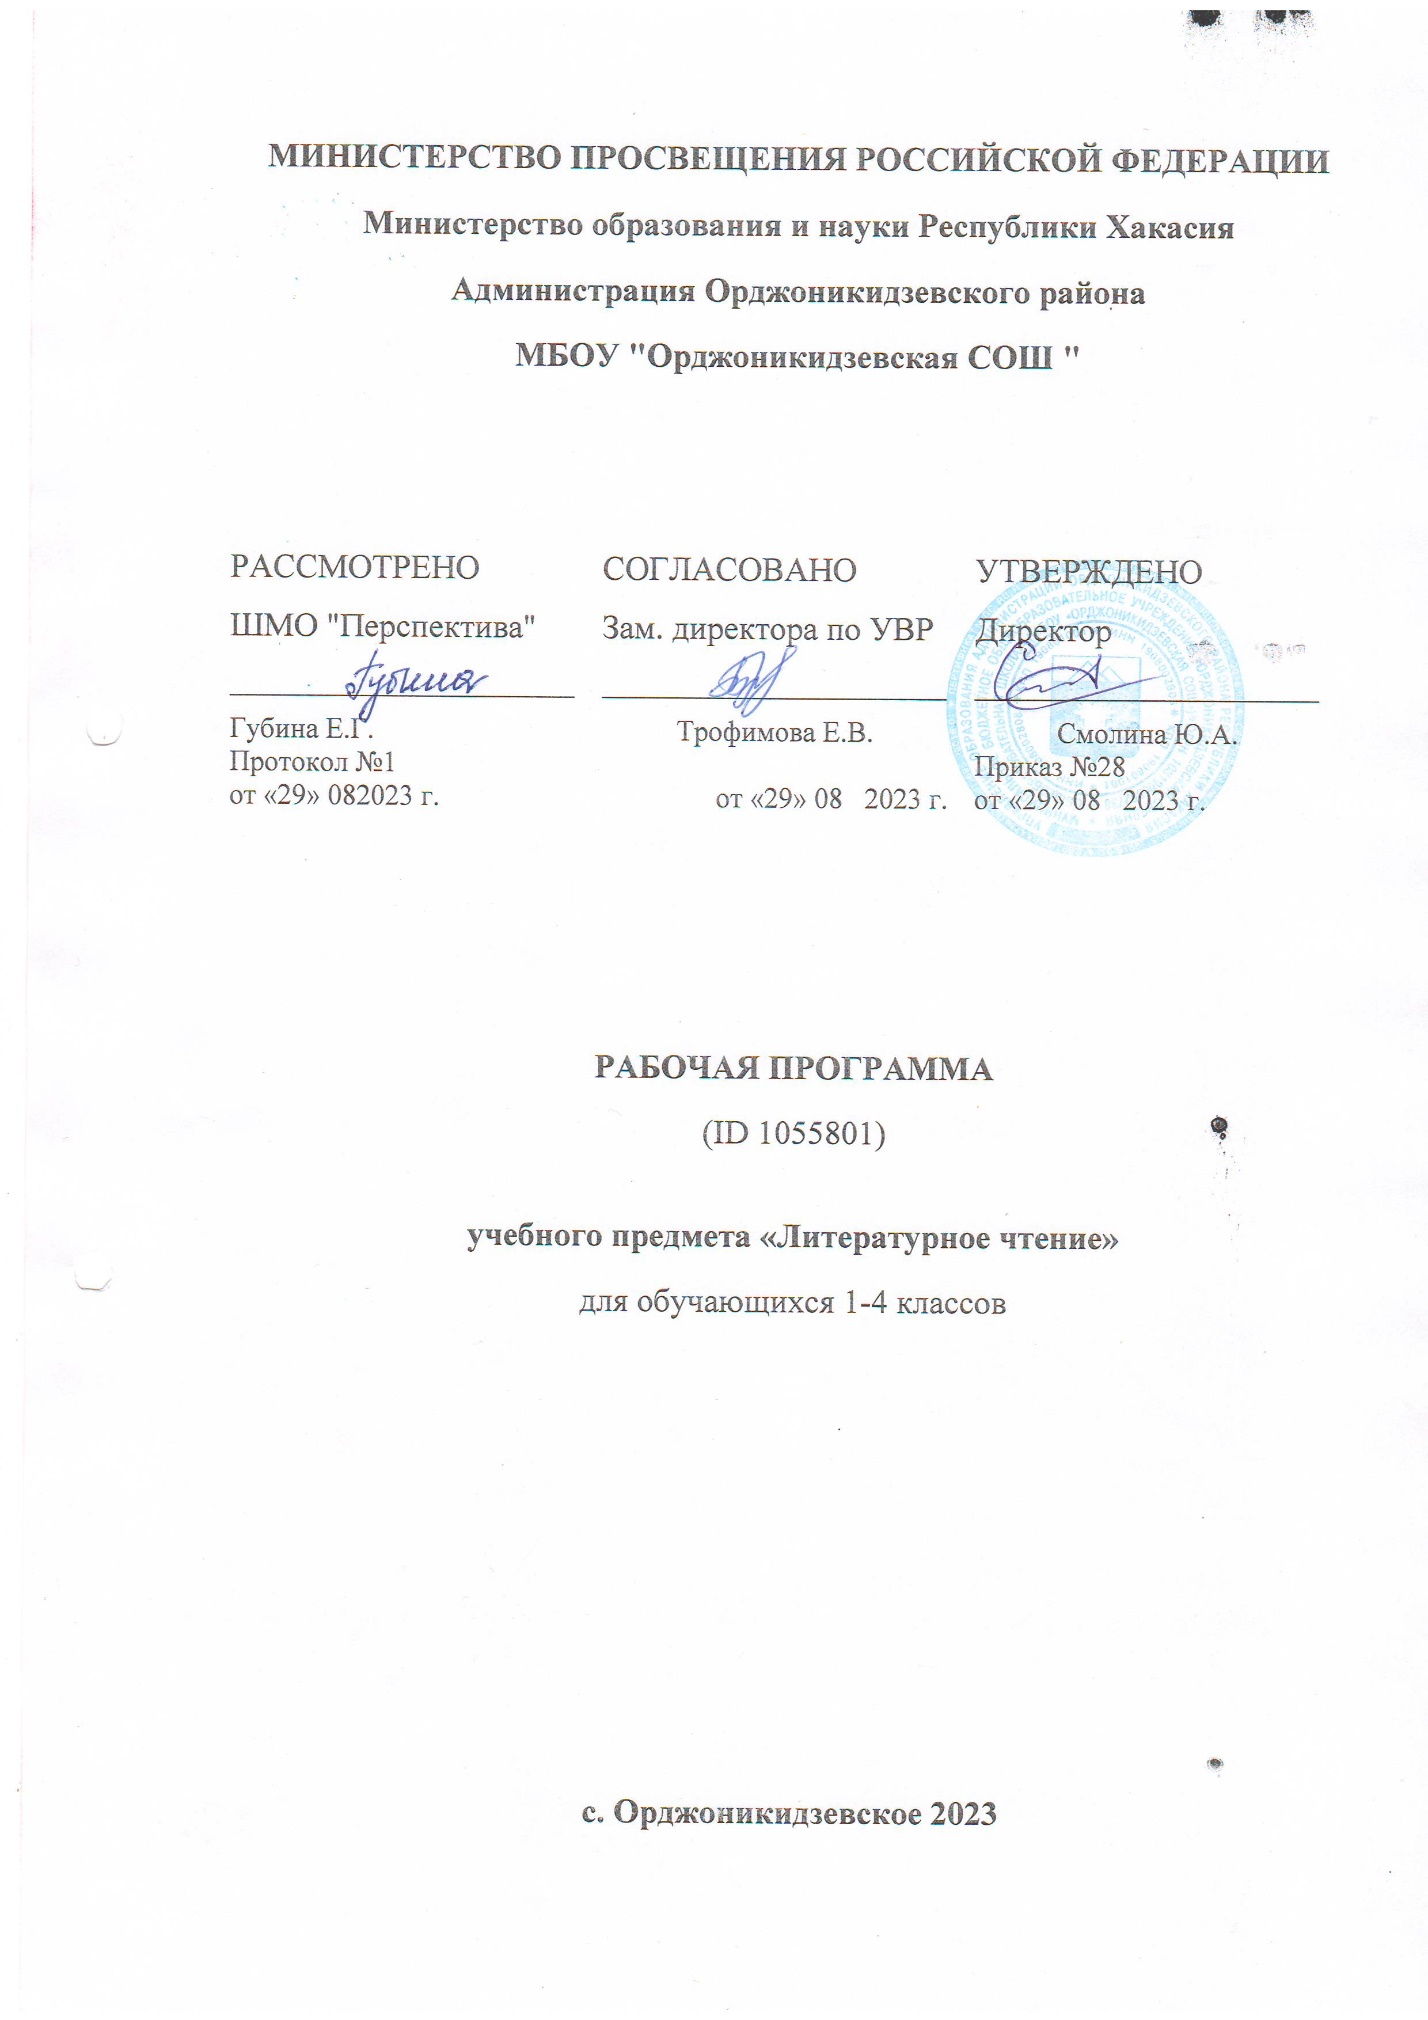 МИНИСТЕРСТВО ПРОСВЕЩЕНИЯ РОССИЙСКОЙ ФЕДЕРАЦИИ
Министерство образования и науки Республики Хакасия
Администрация Орджоникидзевского района
МБОУ "Орджоникидзевская СОШ "
РАССМОТРЕНО
ШМО "Перспектива"
Губина
Губина Е.Г.
Протокол №1
от «29» 082023 г.
СОГЛАСОВАНО
Зам. директора по УВР
Трофимова Е.В.
от «29» 08 2023 г.
УТВЕРЖДЕНО
Директор
Смолина Ю.А.
Приказ №28
от «29» 08 2023 г.
РАБОЧАЯ ПРОГРАММА
(ID 1055801)
учебного предмета «Литературное чтение»
для обучающихся 1-4 классов
с. Орджоникидзевское 2023